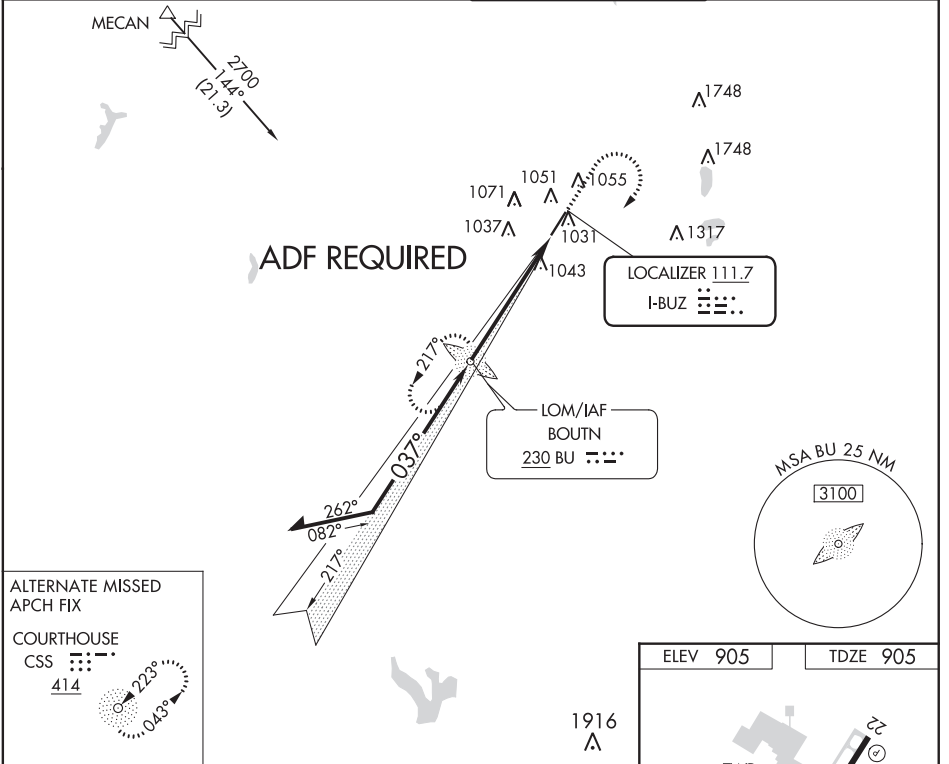 MECAN
2700
144°
(21.3)
1748
1748
1051
1055
1071
1037
1031
1317
ADF REQUIRED
1043
LOCALIZER 111.7
I-BUZ
217°
LOM/IAF
BOUTN
230 BU
037°
MSA BU 25 NM
3100
262°
082°
217°
ALTERNATE MISSED
APCH FIX
COURTHOUSE
CSS
414
223°
043°
ELEV 905
TDZE 905
1916
22
P